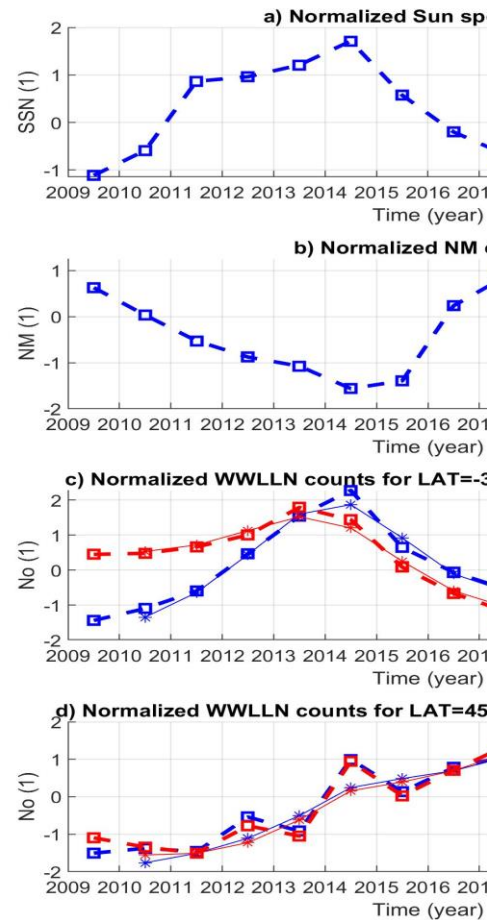 a) Normalized Sun sp
SSN (1)
2
1
0
-1
2009 2010 2011 2012 2013 2014 2015 2016 201
Time (year)
b) Normalized NM
NM (1)
1
0
-1
-2
2009 2010 2011 2012 2013 2014 2015 2016 201
Time (year)
c) Normalized WWLLN counts for LAT=-3
No (1)
2
1
0
-1
-2
2009 2010 2011 2012 2013 2014 2015 2016 201
Time (year)
d) Normalized WWLLN counts for LAT=45
No (1)
2
1
0
-1
-2
2009 2010 2011 2012 2013 2014 2015 2016 201
Time (year)